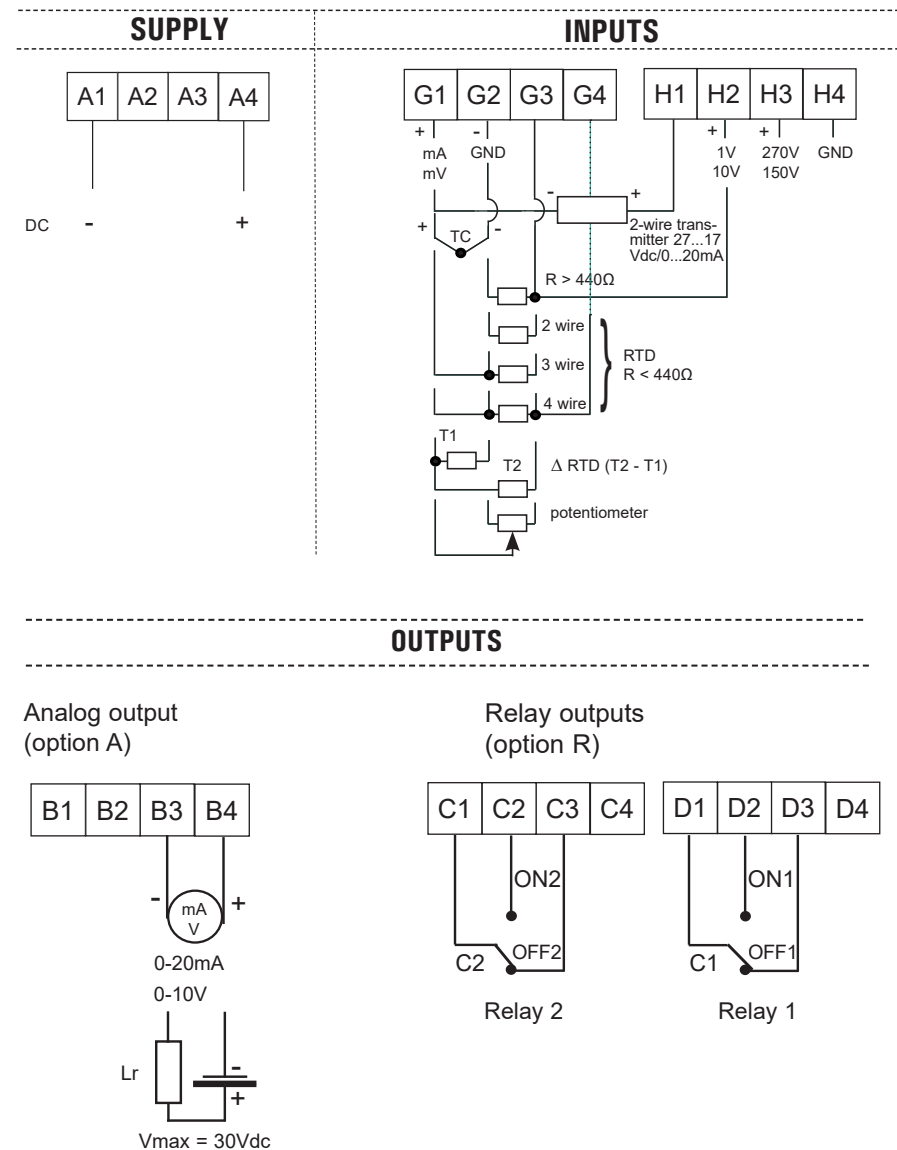 SUPPLY
INPUTS
A1 A2 A3 A4
DC - +
G1 G2 G3 G4
H1 H2 H3 H4
+ -
mA GND
mV
+ +
1V 270V GND
10V 150V
- +
2-wire trans-
mitter 27...17
Vdc/0...20mA
+ TC -
R > 440Ω
2 wire
3 wire
4 wire
RTD
R < 440Ω
T1
T2
Δ RTD (T2 - T1)
potentiometer
OUTPUTS
Analog output
(option A)
B1 B2 B3 B4
- mA +
V
0-20mA
0-10V
Lr
-
+
Vmax = 30Vdc
Relay outputs
(option R)
C1 C2 C3 C4
ON2
C2 OFF2
Relay 2
D1 D2 D3 D4
ON1
C1 OFF1
Relay 1